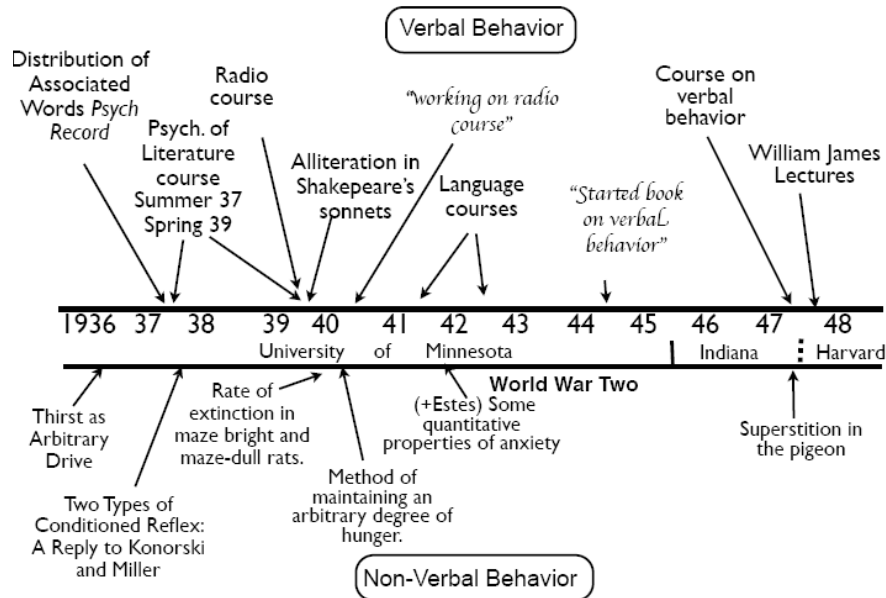 Verbal Behavior
Distribution of
Associated
Words Psych
Record
Psych. of
Literature
course
Summer 37
Spring 39
Radio
course
Alliteration in
Shakepeare's
sonnets
"working on radio
course"
Language
courses
"Started book
on verbal
behavior"
Course on
verbal
behavior
William James
Lectures
1936 37 38 39 40 41 42 43 44 45 46 47 48
University of Minnesota Indiana Harvard
World War Two
Thirst as
Arbitrary
Drive
Two Types of
Conditioned Reflex:
A Reply to Konorski
and Miller
Rate of
extinction in
maze bright and
maze-dull rats.
Method of
maintaining an
arbitrary degree of
hunger.
(+Estes) Some
quantitative
properties of anxiety
Superstition in
the pigeon
Non-Verbal Behavior